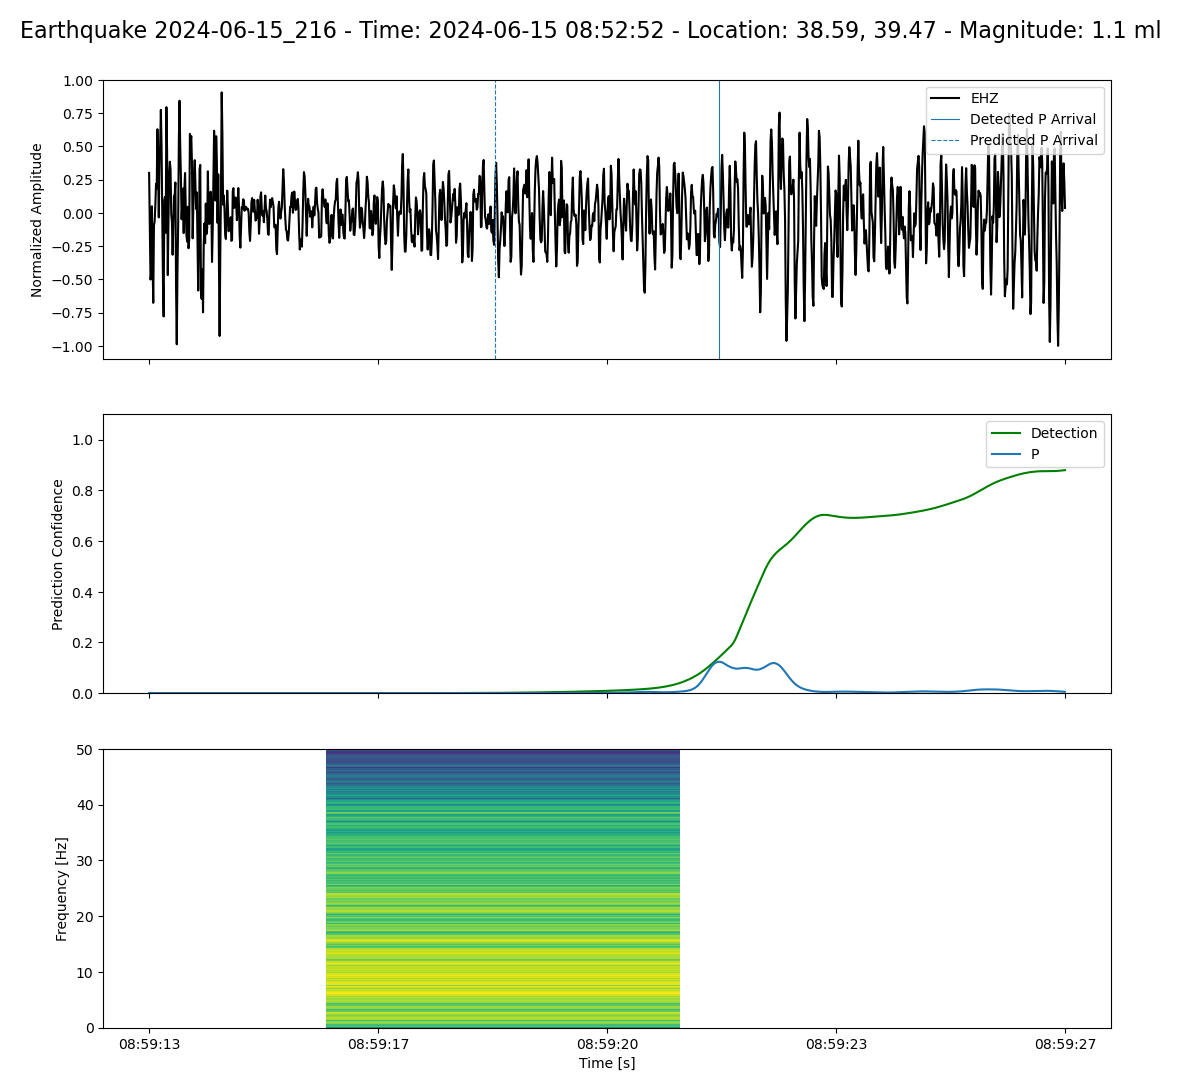 Earthquake 2024-06-15_216 - Time: 2024-06-15 08:52:52 - Location: 38.59, 39.47 - Magnitude: 1.1 ml
1.00
0.75
0.50
0.25
0.00
−0.25
−0.50
−0.75
−1.00
Normalized Amplitude
EHZ
Detected P Arrival
Predicted P Arrival
1.0
0.8
0.6
0.4
0.2
0.0
Prediction Confidence
Detection
P
50
40
30
20
10
0
Frequency [Hz]
08:59:13 08:59:17 08:59:20 08:59:23 08:59:27
Time [s]